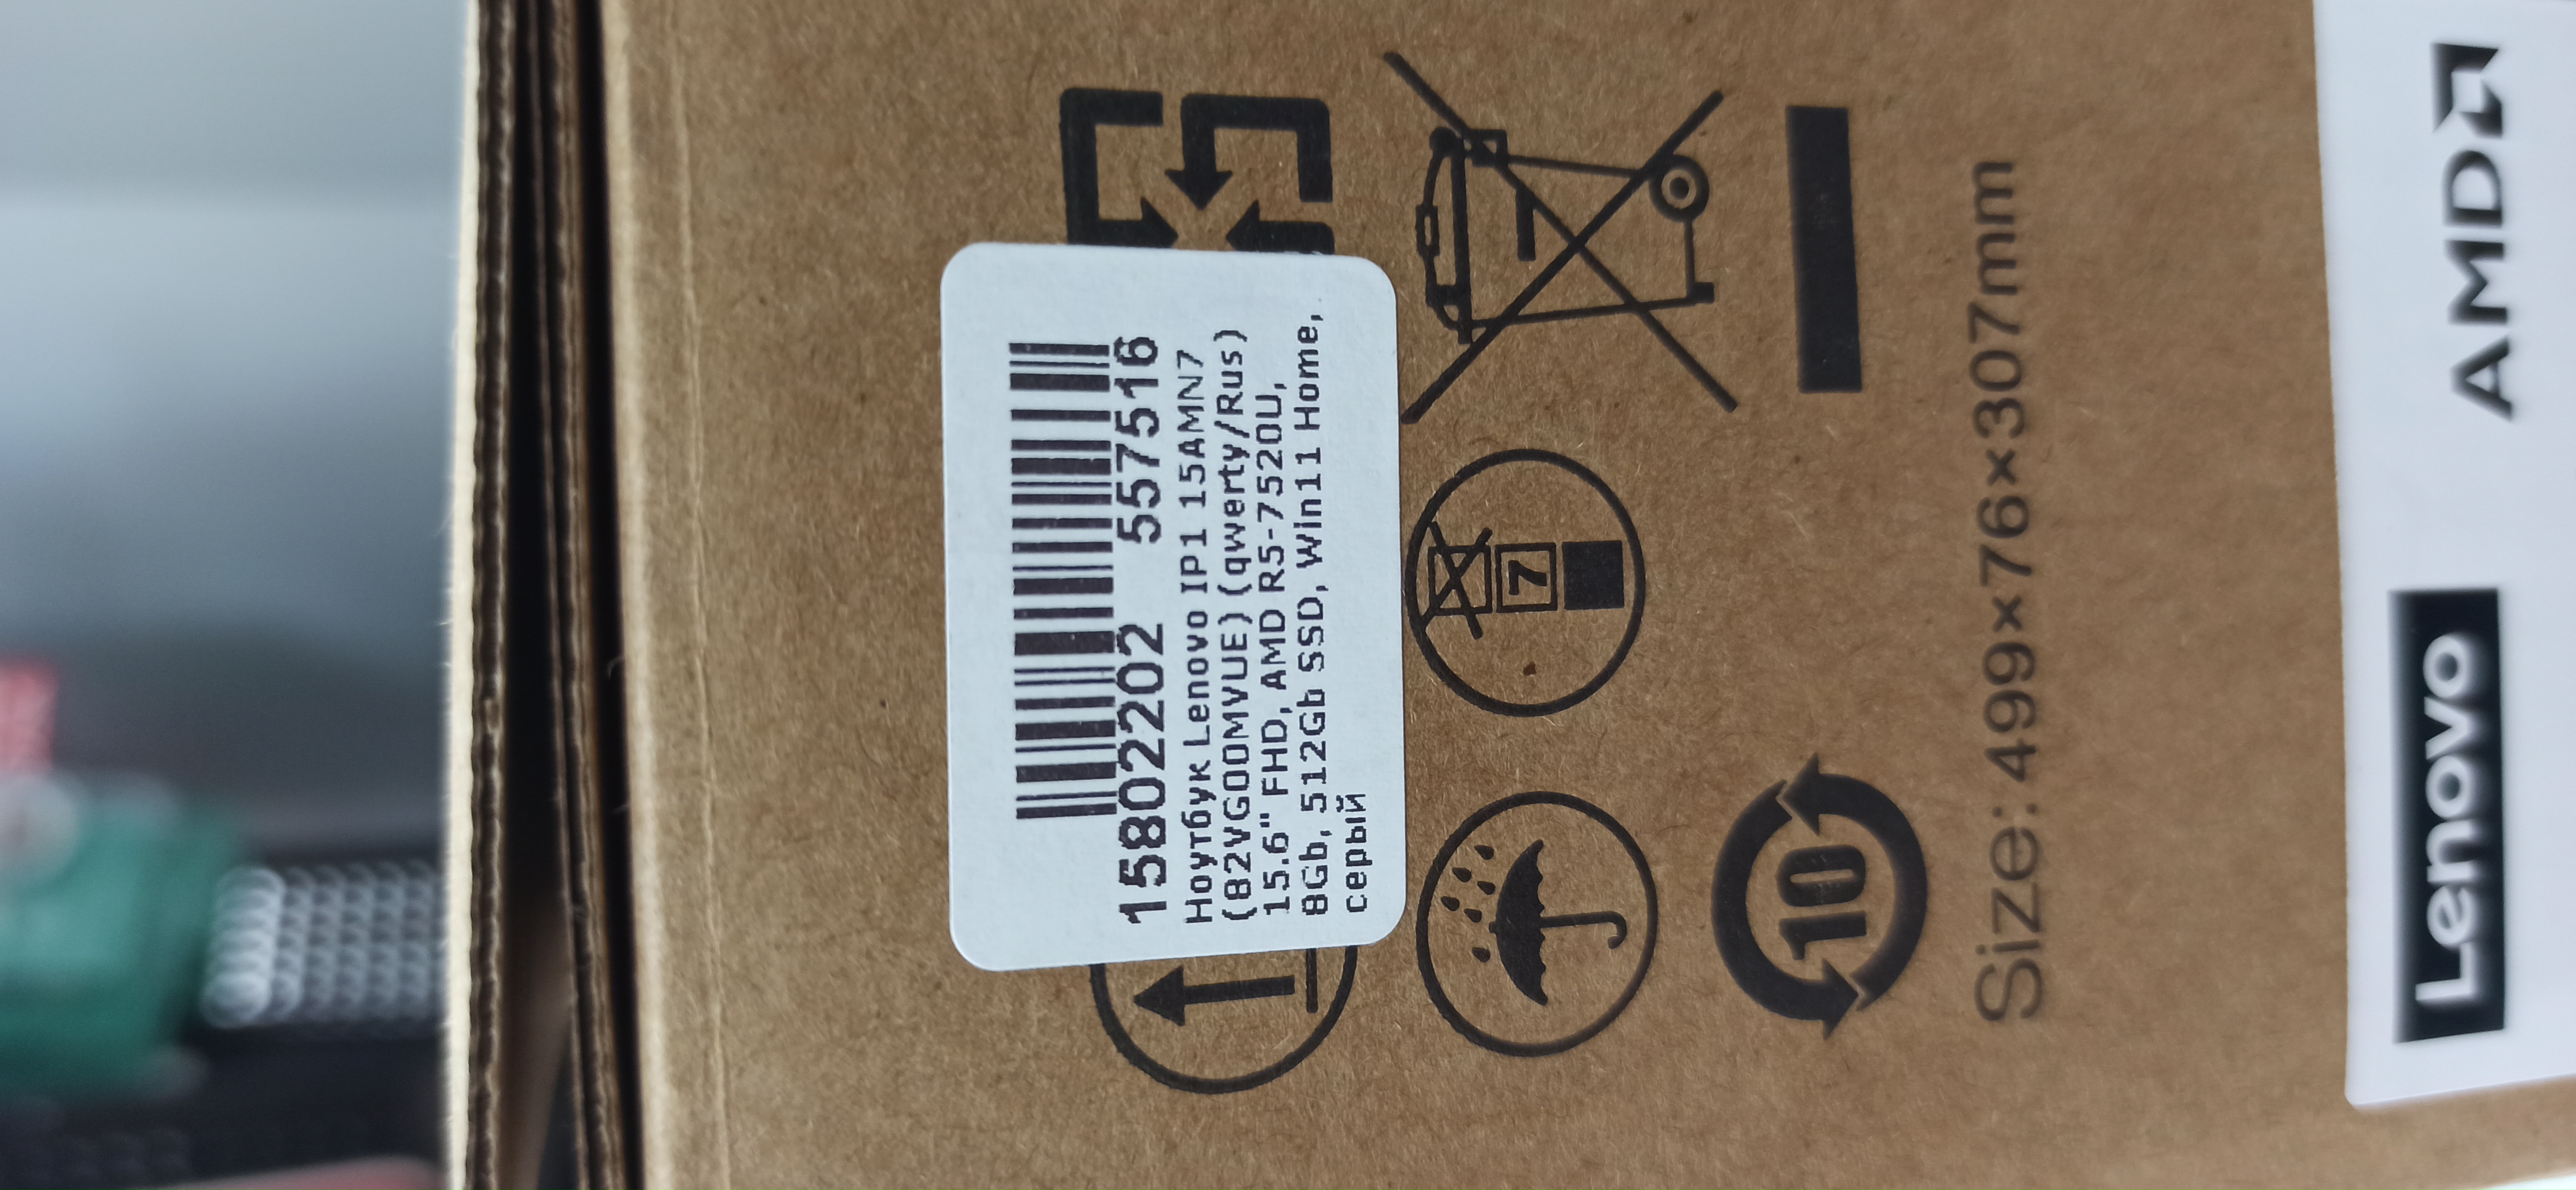 15802202 557516
Ноутбук Lenovo IP1 15AMN7
(82VG00MVUE)(qwerty/Rus)
15.6" FHD, AMD R5-7520U,
8Gb, 512Gb SSD, Win11 Home,
серый
7
10
Size: 499×76×307mm
Lenovo
AMD